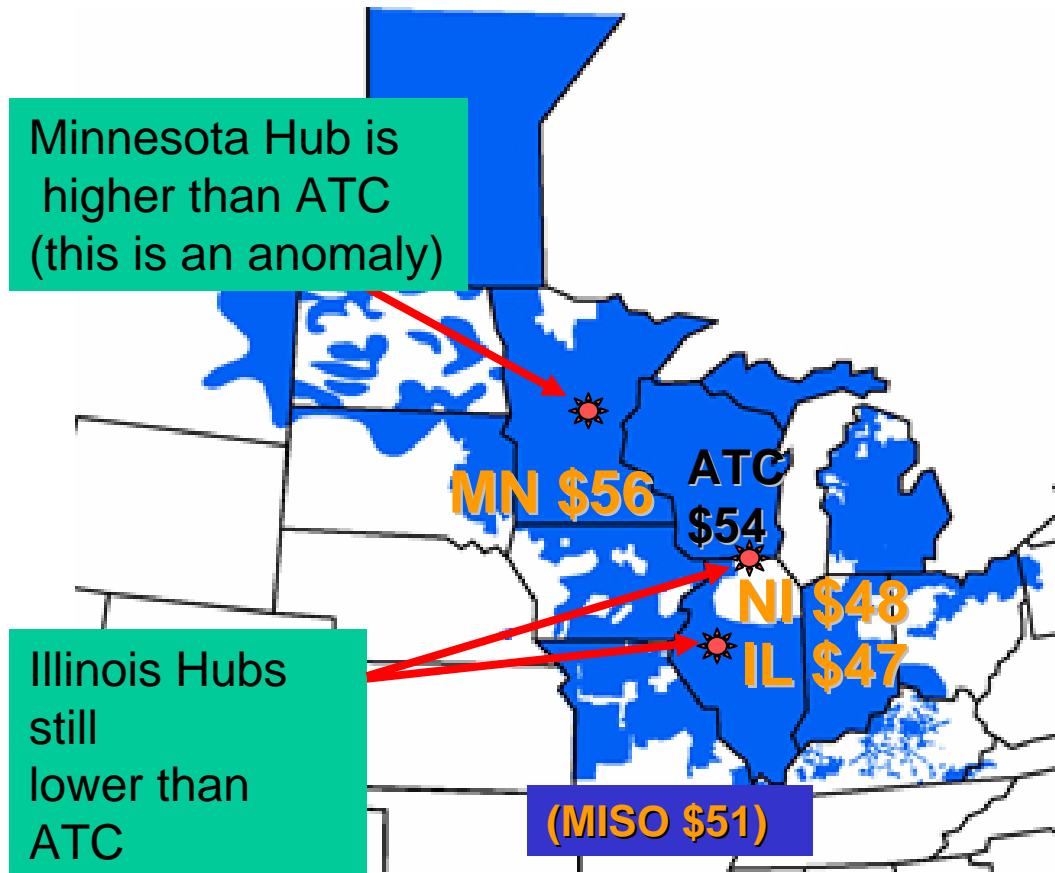 Minnesota Hub is
higher than ATC
(this is an anomaly)
MN $56
ATC
$54
NI $48
IL $47
Illinois Hubs
still
lower than
ATC
(MISO $51)